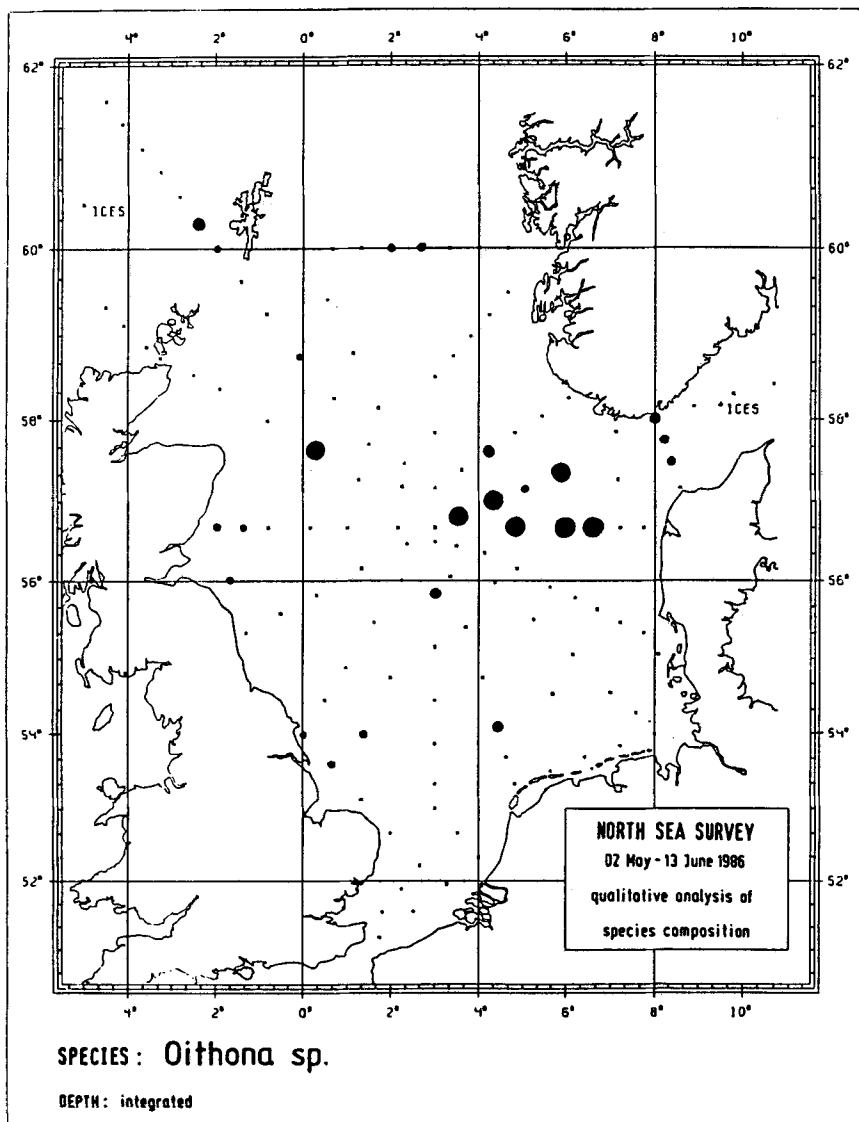 4° 2° 0° 2° 4° 6° 8° 10°
62° 62°
ICES
60° 60°
58° ICES 58°
56° 56°
54° 54°
NORTH SEA SURVEY
02 May - 13 June 1986
52° 52°
qualitative analysis of
species composition
4° 2° 0° 2° 4° 6° 8° 10°
SPECIES: Oithona sp.
DEPTH: integrated